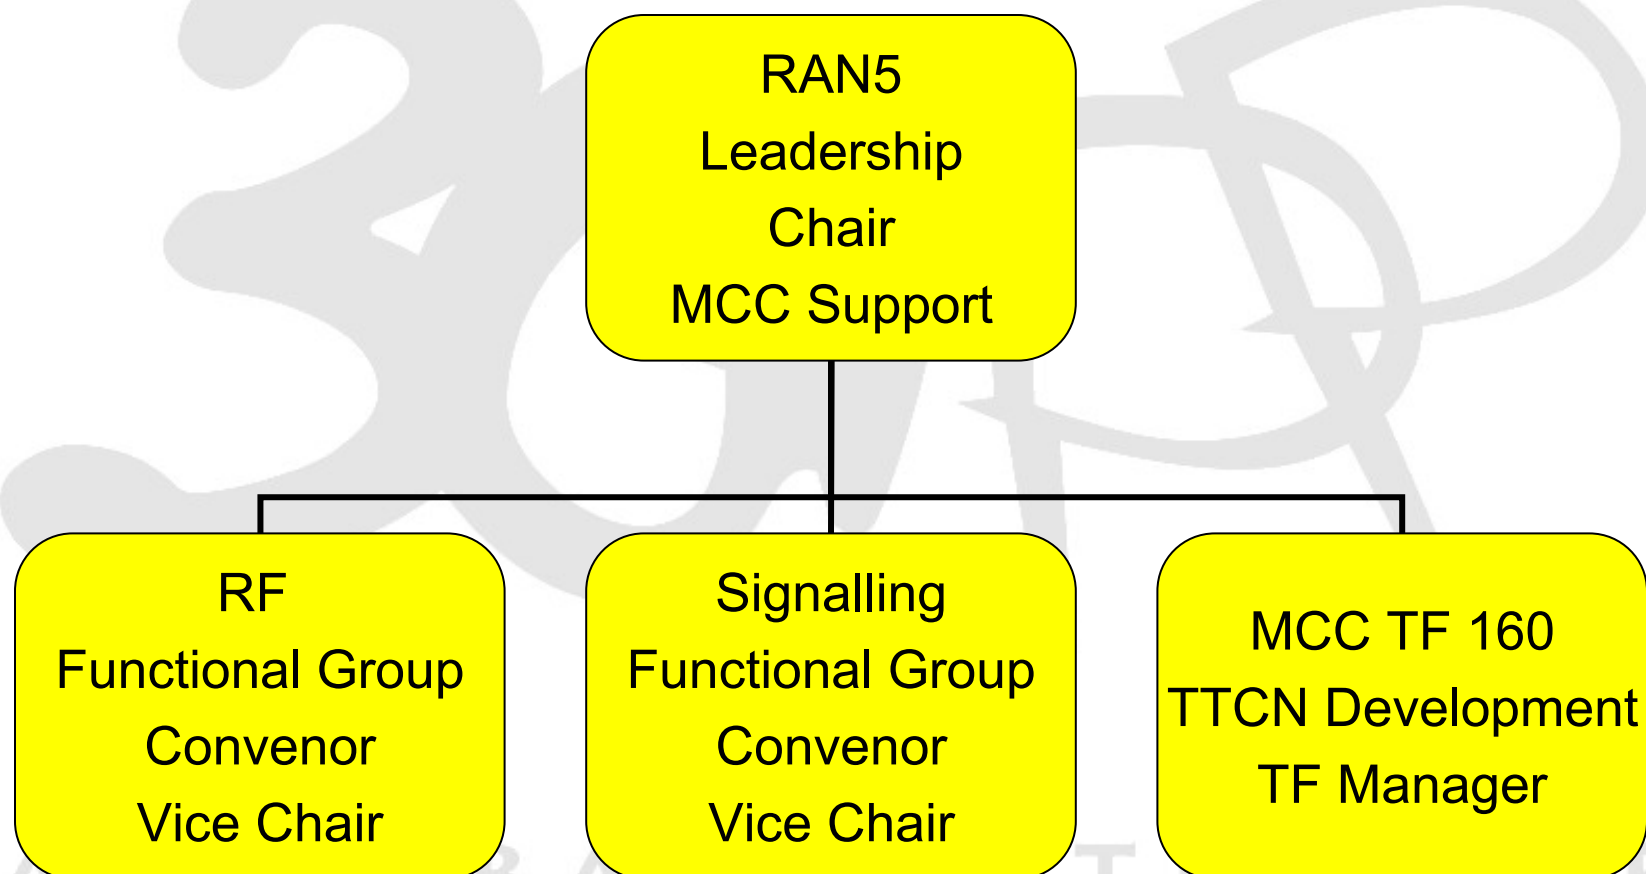 RAN5
Leadership
Chair
MCC Support
RF
Functional Group
Convenor
Vice Chair
Signalling
Functional Group
Convenor
Vice Chair
MCC TF 160
TTCN Development
TF Manager